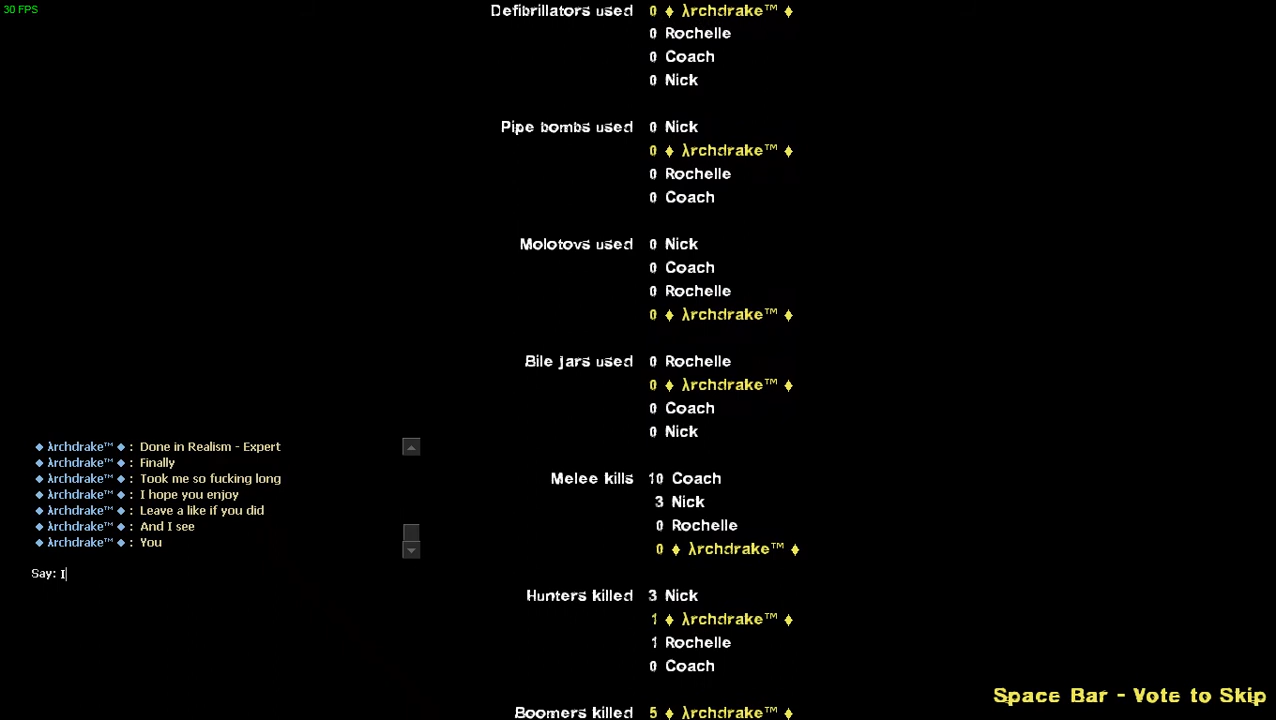 30 FPS
Defibrillators used 0 ♦ λrchdrake™ ♦
0 Rochelle
0 Coach
0 Nick
Pipe bombs used 0 Nick
0 ♦ λrchdrake™ ♦
0 Rochelle
0 Coach
Molotovs used 0 Nick
0 Coach
0 Rochelle
0 ♦ λrchdrake™ ♦
Bile jars used 0 Rochelle
0 ♦ λrchdrake™ ♦
0 Coach
0 Nick
Melee kills 10 Coach
3 Nick
0 Rochelle
0 ♦ λrchdrake™ ♦
Hunters killed 3 Nick
1 ♦ λrchdrake™ ♦
1 Rochelle
0 Coach
Boomers killed 5 ♦ λrchdrake™ ♦
♦ λrchdrake™ ♦ : Done in Realism - Expert
♦ λrchdrake™ ♦ : Finally
♦ λrchdrake™ ♦ : Took me so fucking long
♦ λrchdrake™ ♦ : I hope you enjoy
♦ λrchdrake™ ♦ : Leave a like if you did
♦ λrchdrake™ ♦ : And I see
♦ λrchdrake™ ♦ : You
Say: I
Space Bar - Vote to Skip